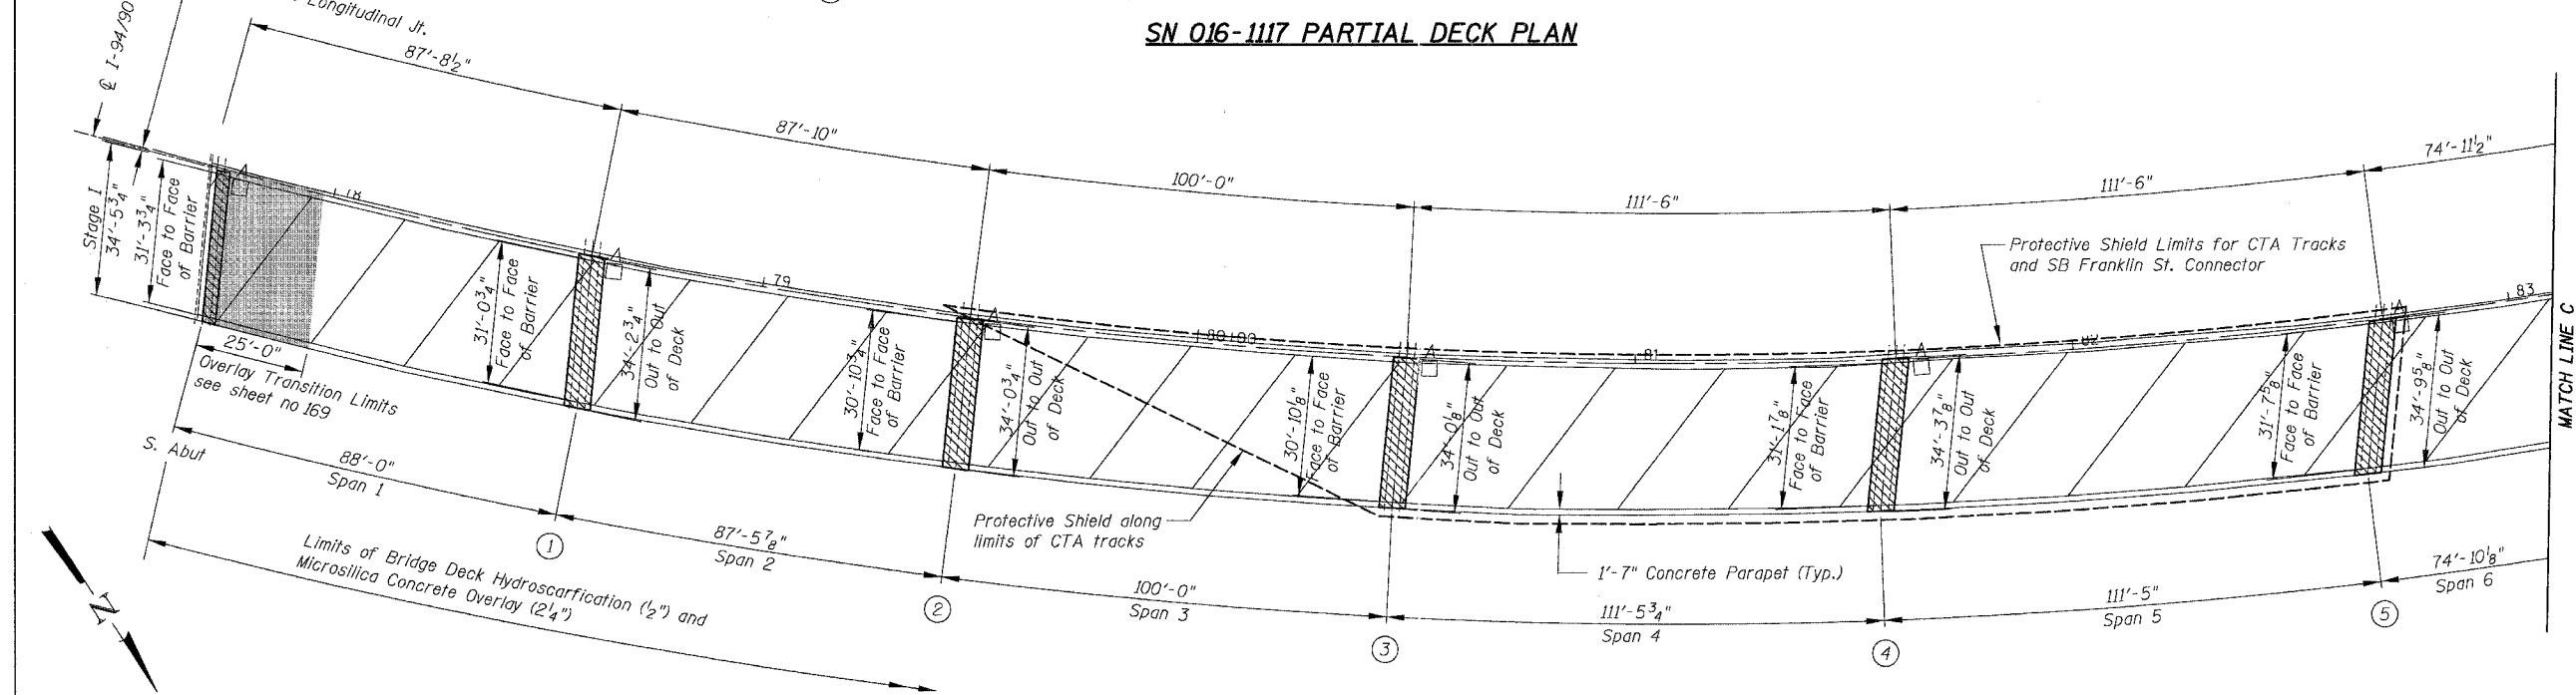 SN 016-1117 PARTIAL DECK PLAN
Longitudinal Jt.
℄ I-94/90
87'-8½"
87'-10"
100'-0"
111'-6"
111'-6"
74'-11½"
Stage I
34'-5¾"
31'-3¾"
Face to Face
of Barrier
78
31'-0¾"
Face to Face
of Barrier
34'-2¾"
Out to Out
of Deck
79
30'-10¾"
Face to Face
of Barrier
34'-0¾"
Out to Out
of Deck
80+00
30'-10⅛"
Face to Face
of Barrier
34'-0⅛"
Out to Out
of Deck
81
31'-1⅞"
Face to Face
of Barrier
34'-3⅞"
Out to Out
of Deck
82
31'-7⅝"
Face to Face
of Barrier
34'-9⅝"
Out to Out
of Deck
83
Protective Shield Limits for CTA Tracks
and SB Franklin St. Connector
MATCH LINE C
25'-0"
Overlay Transition Limits
see sheet no 169
S. Abut
88'-0"
Span 1
1
87'-5⅞"
Span 2
2
Protective Shield along
limits of CTA tracks
100'-0"
Span 3
3
1'-7" Concrete Parapet (Typ.)
111'-5¾"
Span 4
4
111'-5"
Span 5
5
74'-10⅛"
Span 6
Limits of Bridge Deck Hydroscarfication (½") and
Microsilica Concrete Overlay (2¼")
N